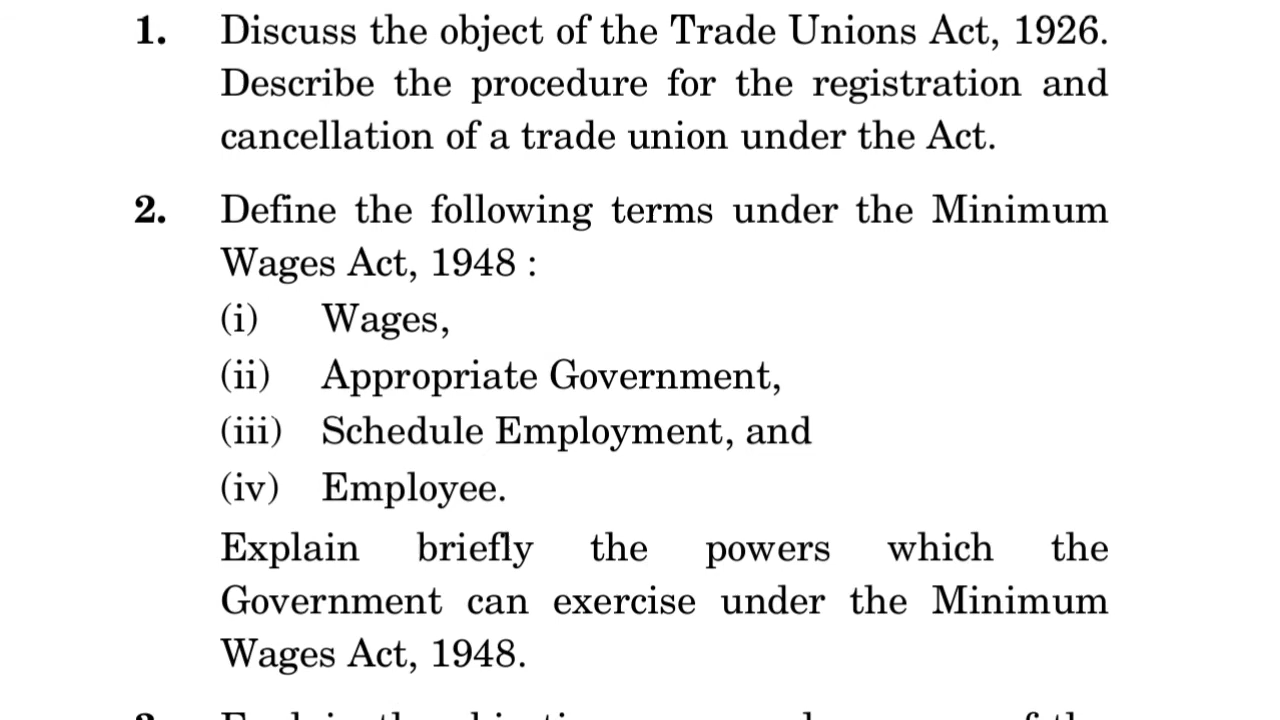 1. Discuss the object of the Trade Unions Act, 1926.
Describe the procedure for the registration and
cancellation of a trade union under the Act.
2. Define the following terms under the Minimum
Wages Act, 1948 :
(i) Wages,
(ii) Appropriate Government,
(iii) Schedule Employment, and
(iv) Employee.
Explain briefly the powers which the
Government can exercise under the Minimum
Wages Act, 1948.